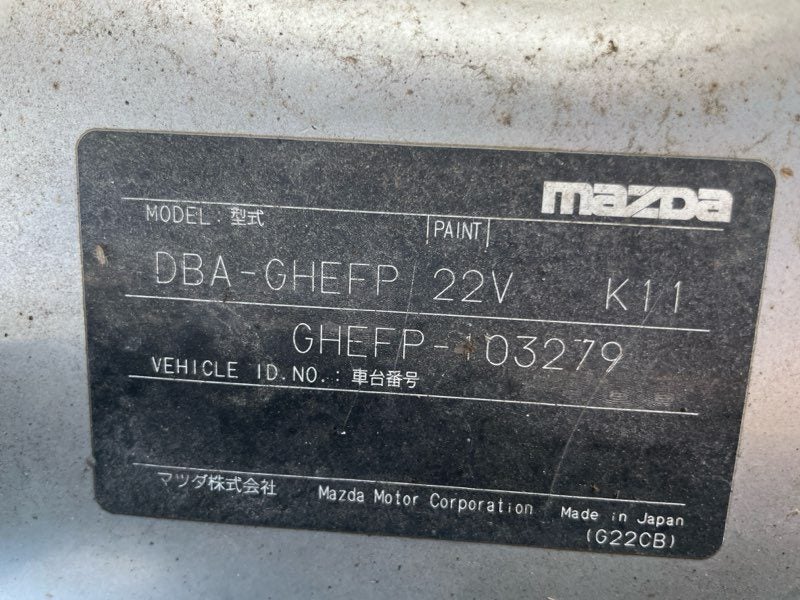 mazda
MODEL : 型式 PAINT
DBA-GHEFP 22V K11
GHEFP-103279
VEHICLE ID.NO. : 車台番号
マツダ株式会社 Mazda Motor Corporation Made in Japan
(G22CB)